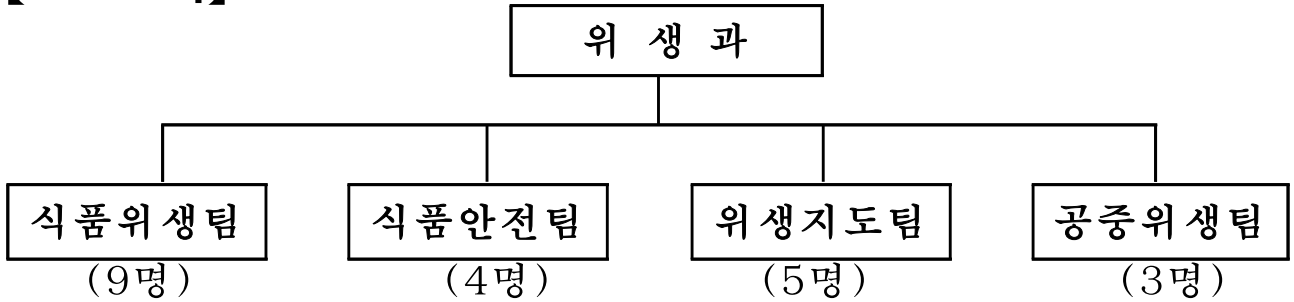 위 생 과
식품위생팀 식품안전팀 위생지도팀 공중위생팀
(9명) (4명) (5명) (3명)